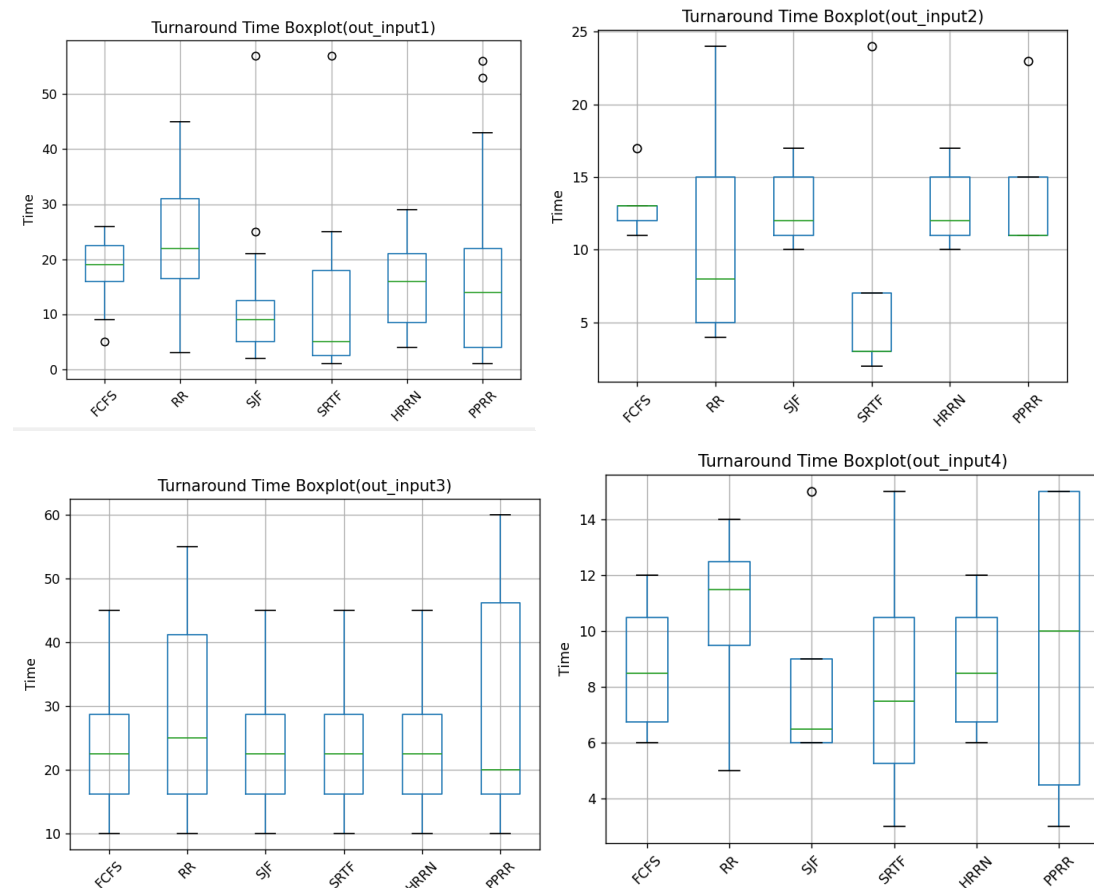 Turnaround Time Boxplot(out_input1)
Time
50
40
30
20
10
0
FCFS
RR
SJF
SRTF
HRRN
PPRR
Turnaround Time Boxplot(out_input2)
Time
25
20
15
10
5
FCFS
RR
SJF
SRTF
HRRN
PPRR
Turnaround Time Boxplot(out_input3)
Time
60
50
40
30
20
10
FCFS
RR
SJF
SRTF
HRRN
PPRR
Turnaround Time Boxplot(out_input4)
Time
14
12
10
8
6
4
FCFS
RR
SJF
SRTF
HRRN
PPRR